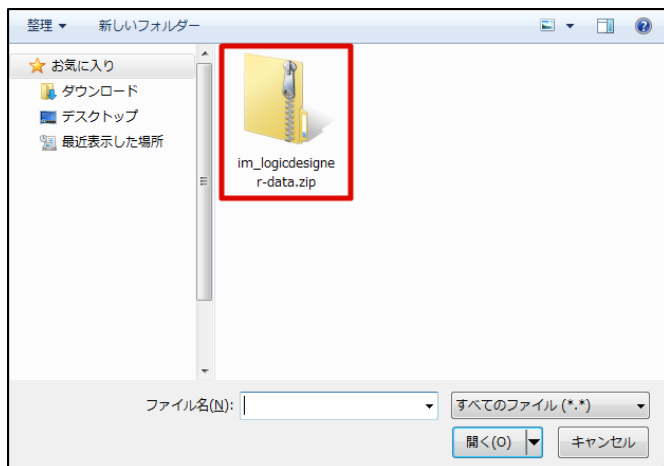 整理 新しいフォルダー
お気に入り
ダウンロード
デスクトップ
最近表示した場所
im_logicdesigne
r-data.zip
ファイル名(N):
すべてのファイル (*.*)
開く(O)
キャンセル